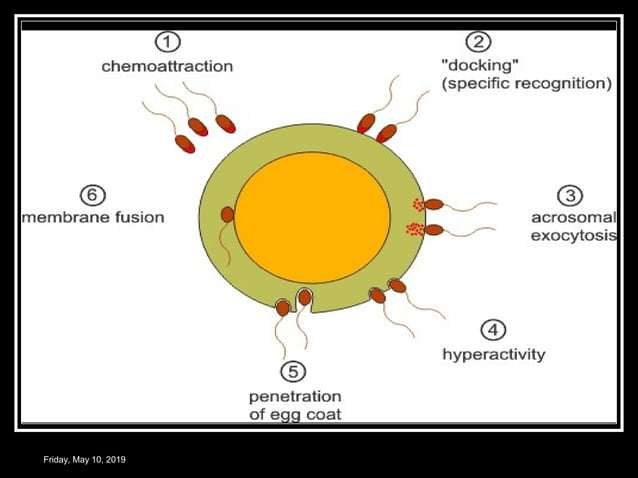 1
chemoattraction
2
"docking"
(specific recognition)
3
acrosomal
exocytosis
4
hyperactivity
5
penetration
of egg coat
6
membrane fusion
Friday, May 10, 2019